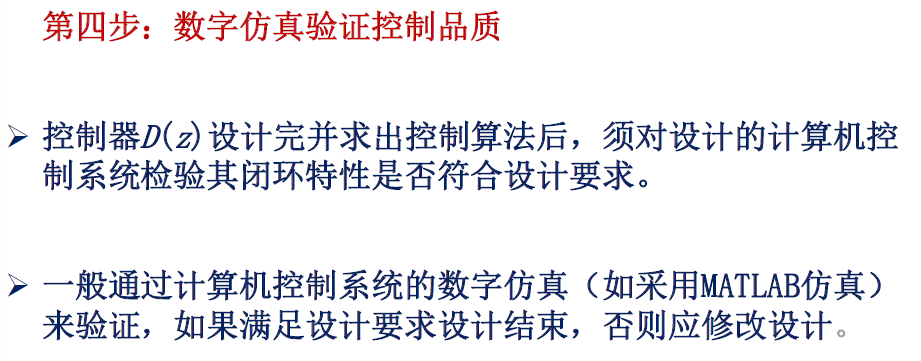 第四步：数字仿真验证控制品质
控制器D(z)设计完并求出控制算法后，须对设计的计算机控
制系统检验其闭环特性是否符合设计要求。
一般通过计算机控制系统的数字仿真（如采用MATLAB仿真）
来验证，如果满足设计要求设计结束，否则应修改设计。